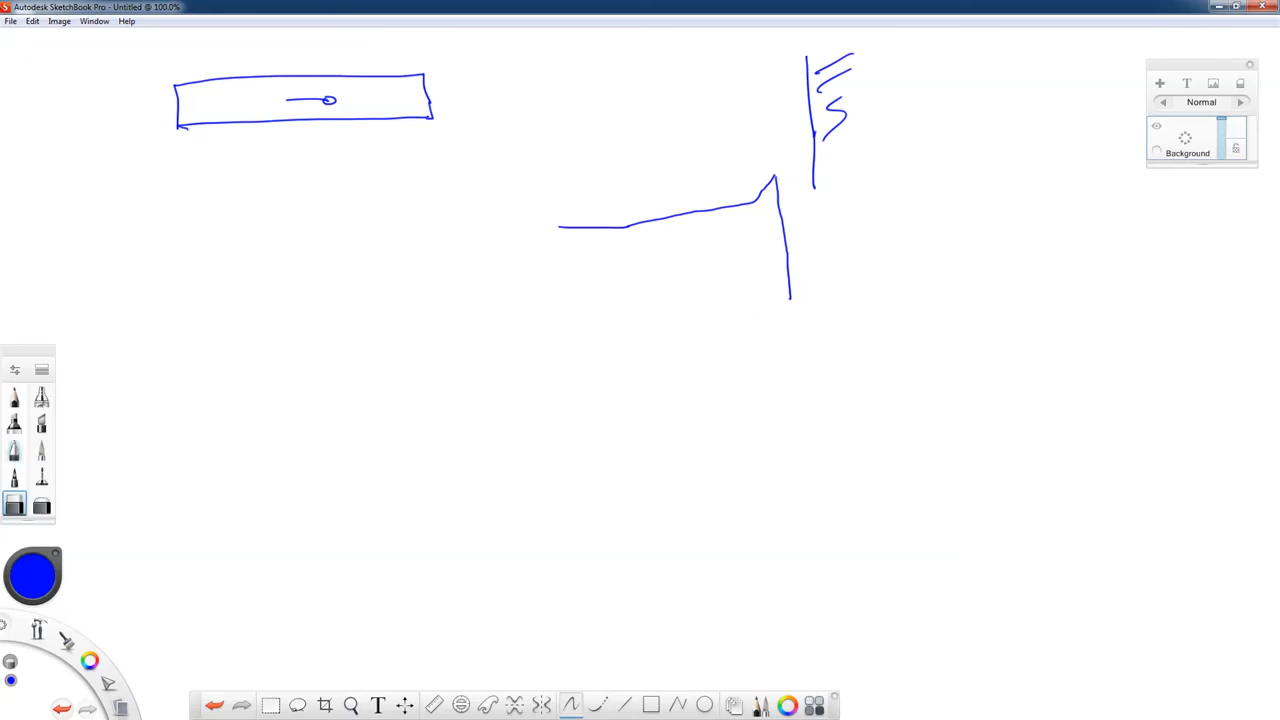 Autodesk SketchBook Pro - Untitled @ 100.0%
File Edit Image Window Help
T
Normal
Background
T